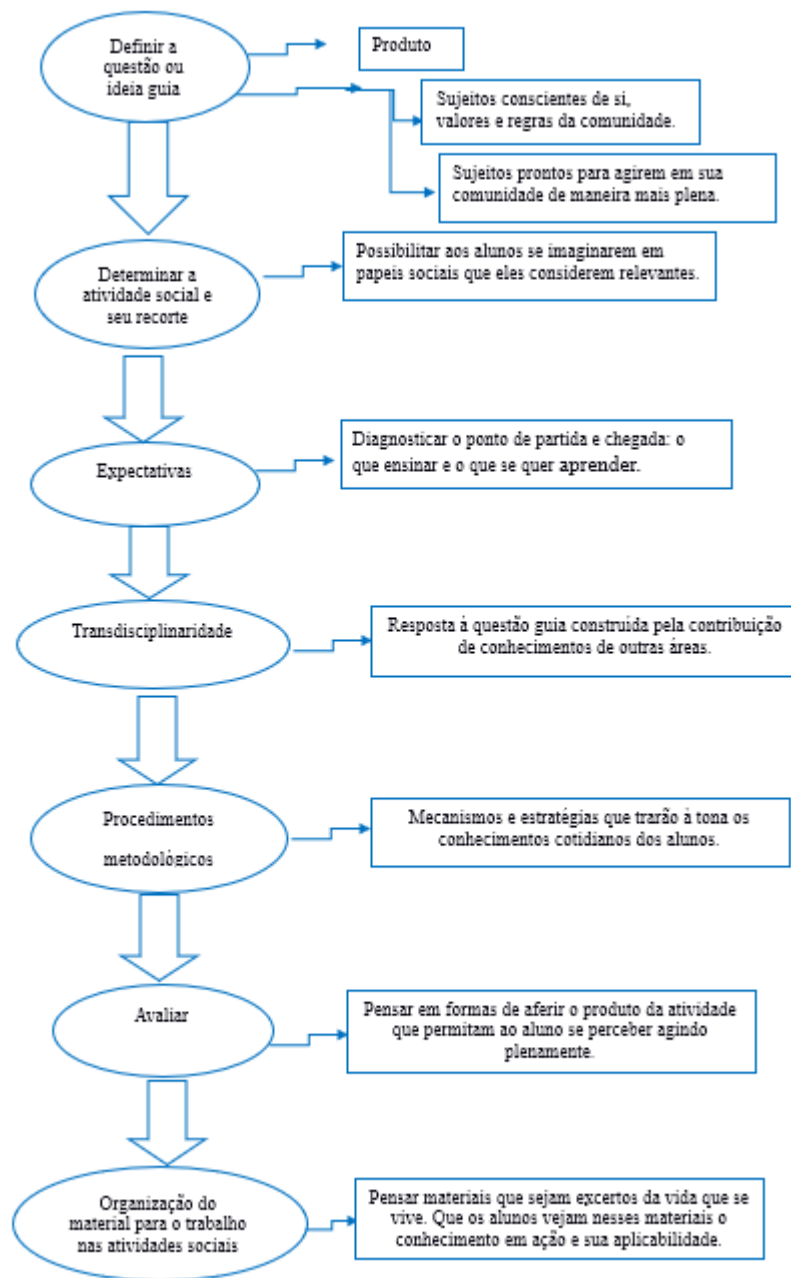 Definir a
questão ou
ideia guia
Produto
Sujeitos conscientes de si,
valores e regras da comunidade.
Sujeitos prontos para agirem em sua
comunidade de maneira mais plena.
Determinar a
atividade social e
seu recorte
Possibilitar aos alunos se imaginarem em
papeis sociais que eles considerem relevantes.
Expectativas
Diagnosticar o ponto de partida e chegada: o
que ensinar e o que se quer aprender.
Transdisciplinaridade
Resposta à questão guia construída pela contribuição
de conhecimentos de outras áreas.
Procedimentos
metodológicos
Mecanismos e estratégias que trarão à tona os
conhecimentos cotidianos dos alunos.
Avaliar
Pensar em formas de aferir o produto da atividade
que permitam ao aluno se perceber agindo
plenamente.
Organização do
material para o trabalho
nas atividades sociais
Pensar materiais que sejam excertos da vida que se
vive. Que os alunos vejam nesses materiais o
conhecimento em ação e sua aplicabilidade.